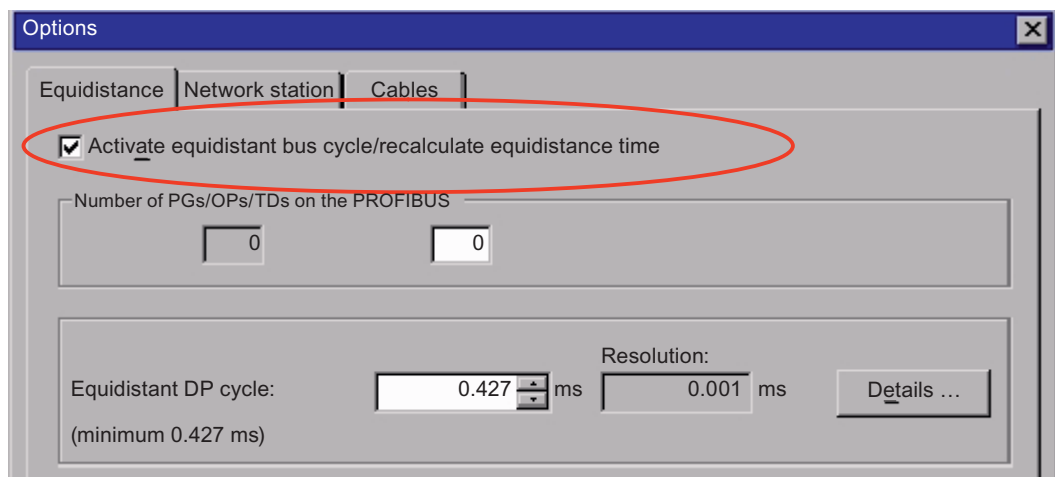 Options
Equidistance Network station Cables
Activate equidistant bus cycle/recalculate equidistance time
Number of PGs/OPs/TDs on the PROFIBUS
0 0
Resolution:
Equidistant DP cycle: 0.427 ms 0.001 ms Details ...
(minimum 0.427 ms)